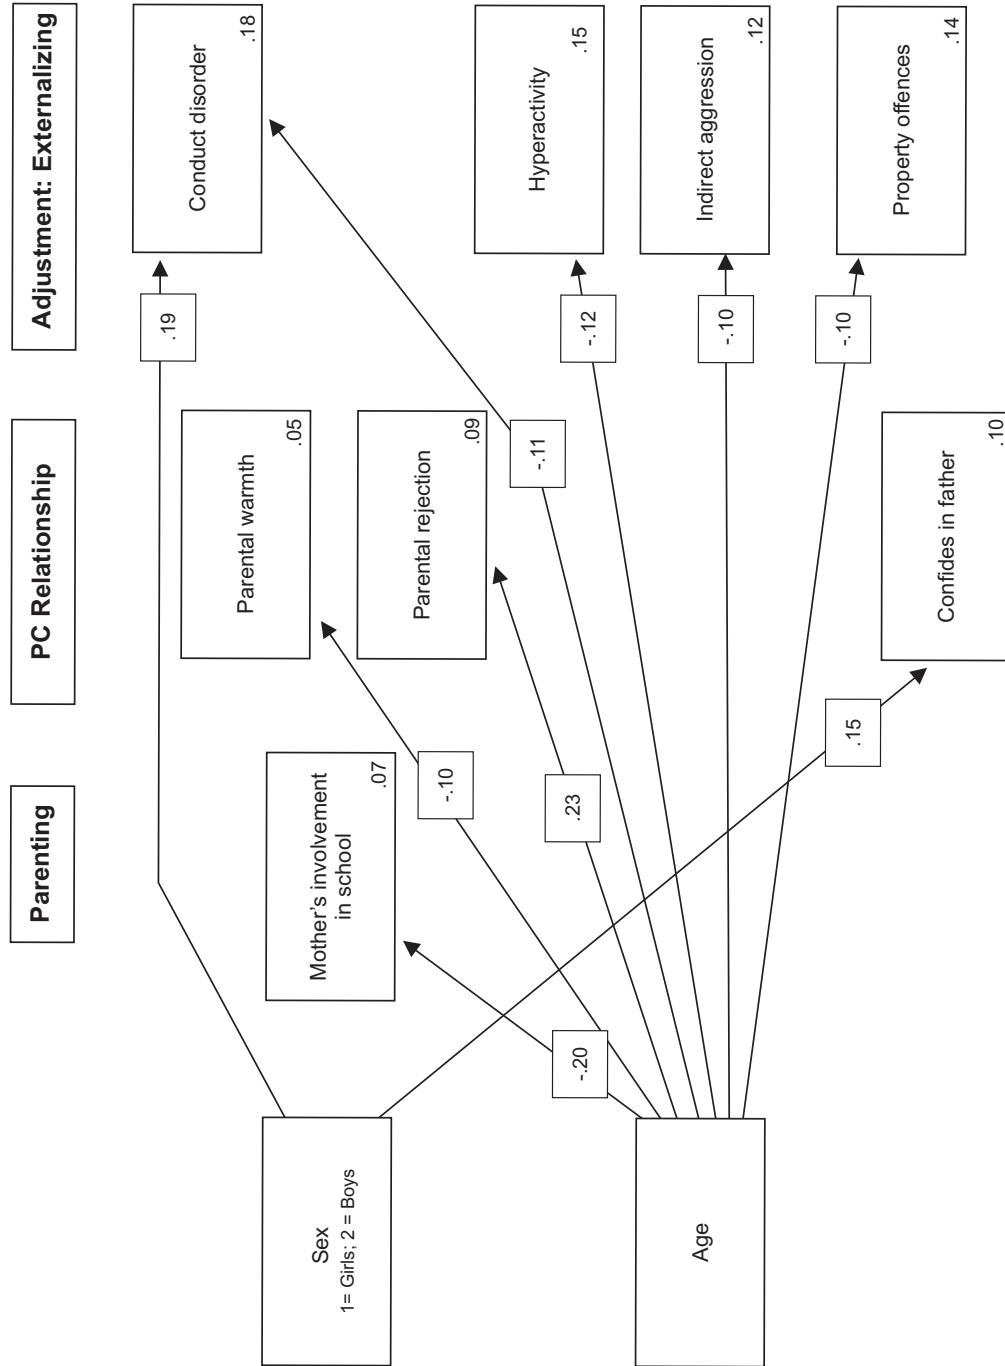 Parenting
PC Relationship
Adjustment: Externalizing
Sex
1= Girls; 2 = Boys
Age
Mother's involvement
in school
.07
Parental warmth
.05
Parental rejection
.09
Confides in father
.10
Conduct disorder
.18
Hyperactivity
.15
Indirect aggression
.12
Property offences
.14
.19
-.20
-.10
.23
-.11
-.12
-.10
-.10
.15